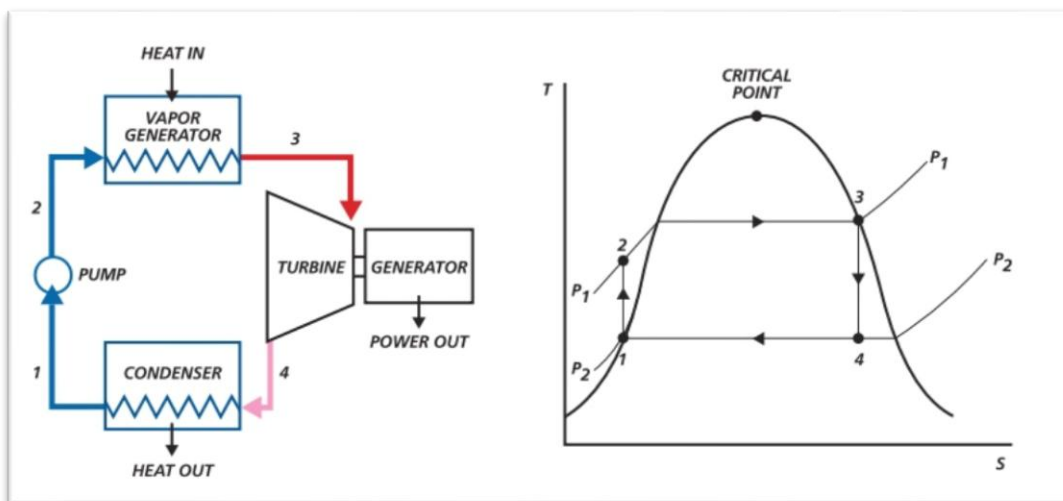 HEAT IN
VAPOR
GENERATOR
3
2
PUMP
TURBINE
GENERATOR
POWER OUT
1
CONDENSER
4
HEAT OUT
T
CRITICAL
POINT
P1
3
2
P1
P2
P2
1
4
S